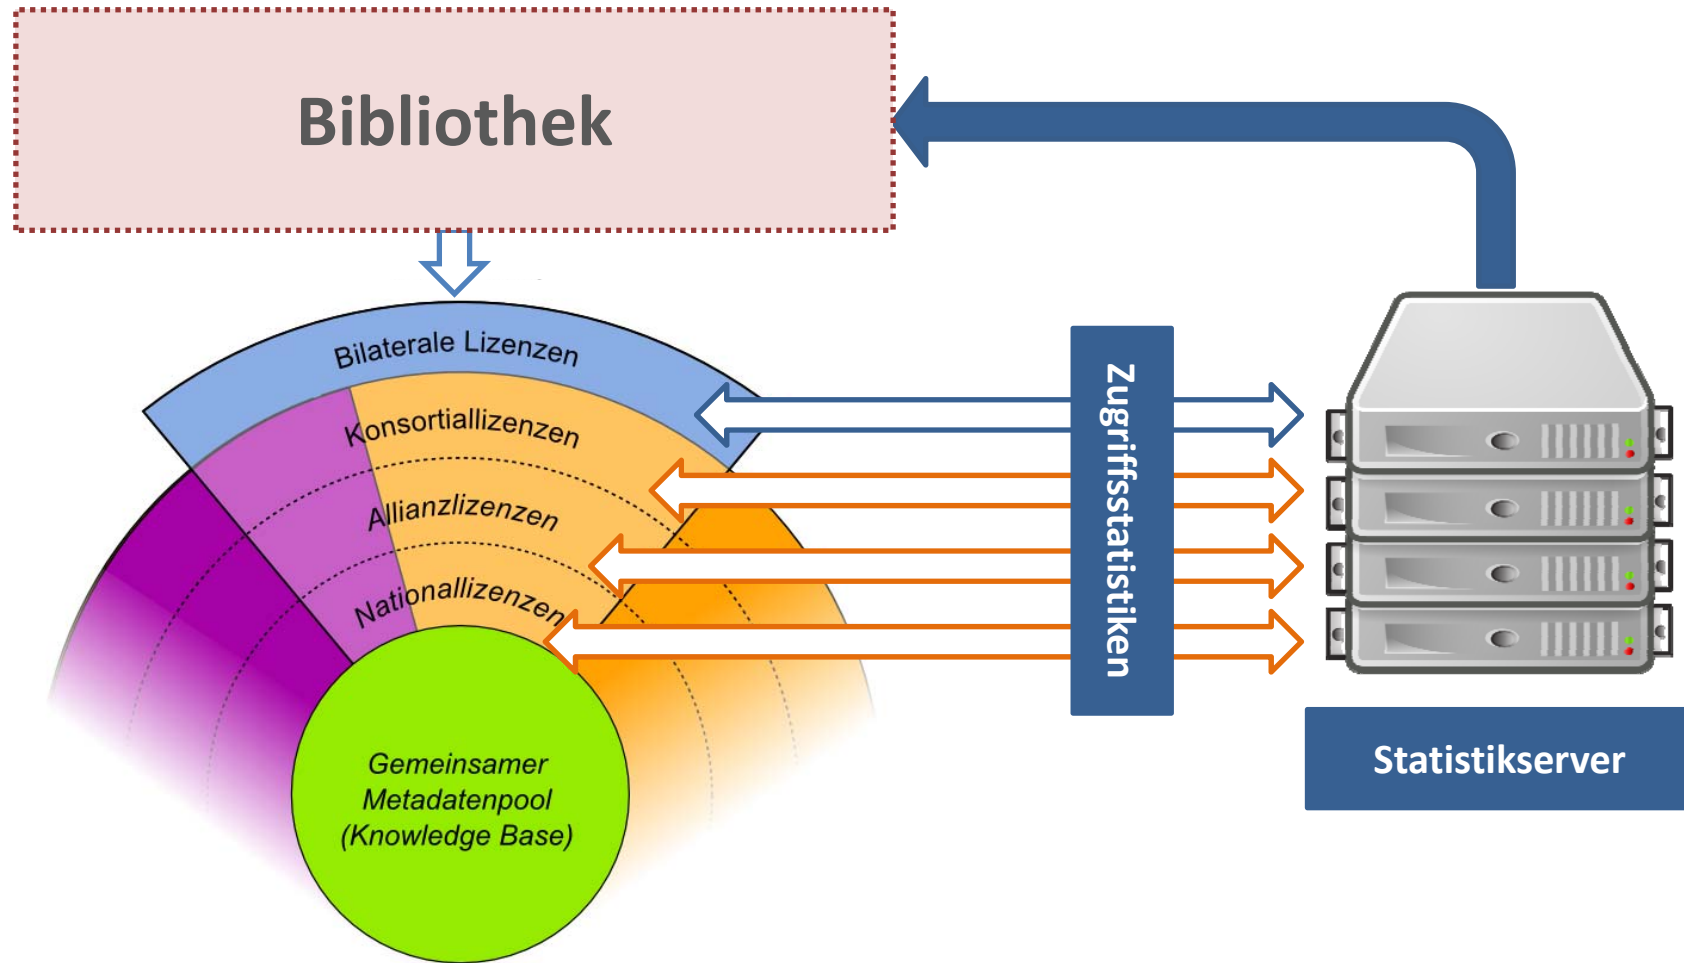 Bibliothek
Bilaterale Lizenzen
Konsortiallizenzen
Allianzlizenzen
Nationallizenzen
Gemeinsamer
Metadatenpool
(Knowledge Base)
Zugriffsstatistiken
Statistikserver